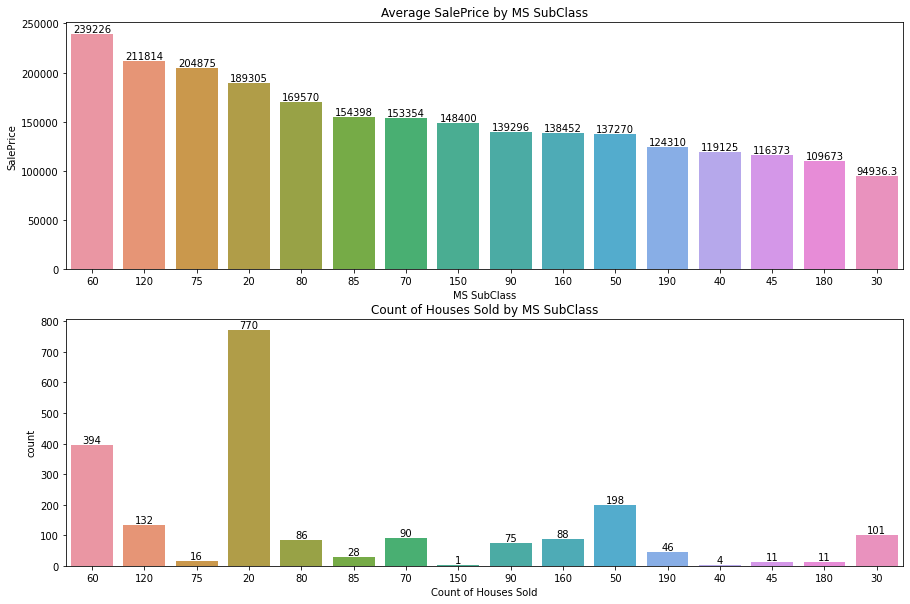 Average SalePrice by MS SubClass
250000
200000
150000
100000
50000
0
SalePrice
239226 211814 204875 189305 169570 154398 153354 148400 139296 138452 137270 124310 119125 116373 109673 94936.3
60 120 75 20 80 85 70 150 90 160 50 190 40 45 180 30
MS SubClass
Count of Houses Sold by MS SubClass
800
700
600
500
400
300
200
100
0
count
394 132 16 770 86 28 90 1 75 88 198 46 4 11 11 101
60 120 75 20 80 85 70 150 90 160 50 190 40 45 180 30
Count of Houses Sold